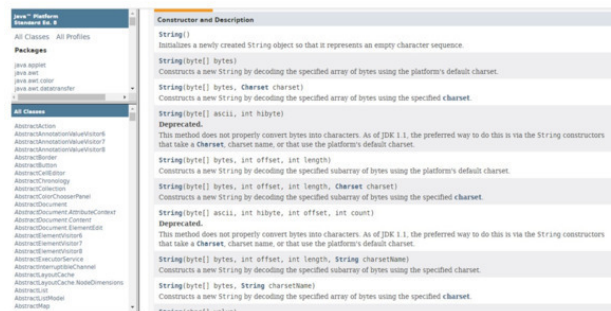 Java™ Platform
Standard Ed. 8
All Classes All Profiles
Packages
java.applet
java.awt
java.awt.color
java.awt.datatransfer
All Classes
AbstractAction
AbstractAnnotationValueVisitor6
AbstractAnnotationValueVisitor7
AbstractAnnotationValueVisitor8
AbstractBorder
AbstractButton
AbstractCellEditor
AbstractChronology
AbstractCollection
AbstractColorChooserPanel
AbstractDocument
AbstractDocument.AttributeContext
AbstractDocument.Content
AbstractDocument.ElementEdit
AbstractElementVisitor6
AbstractElementVisitor7
AbstractElementVisitor8
AbstractExecutorService
AbstractInterruptibleChannel
AbstractLayoutCache
AbstractLayoutCache.NodeDimensions
AbstractList
AbstractListModel
AbstractMap
Constructor and Description
String()
Initializes a newly created String object so that it represents an empty character sequence.
String(byte[] bytes)
Constructs a new String by decoding the specified array of bytes using the platform's default charset.
String(byte[] bytes, Charset charset)
Constructs a new String by decoding the specified array of bytes using the specified charset.
String(byte[] ascii, int hibyte)
Deprecated.
This method does not properly convert bytes into characters. As of JDK 1.1, the preferred way to do this is via the String constructors
that take a Charset, charset name, or that use the platform's default charset.
String(byte[] bytes, int offset, int length)
Constructs a new String by decoding the specified subarray of bytes using the platform's default charset.
String(byte[] bytes, int offset, int length, Charset charset)
Constructs a new String by decoding the specified subarray of bytes using the specified charset.
String(byte[] ascii, int hibyte, int offset, int count)
Deprecated.
This method does not properly convert bytes into characters. As of JDK 1.1, the preferred way to do this is via the String constructors
that take a Charset, charset name, or that use the platform's default charset.
String(byte[] bytes, int offset, int length, String charsetName)
Constructs a new String by decoding the specified subarray of bytes using the specified charset.
String(byte[] bytes, String charsetName)
Constructs a new String by decoding the specified array of bytes using the specified charset.